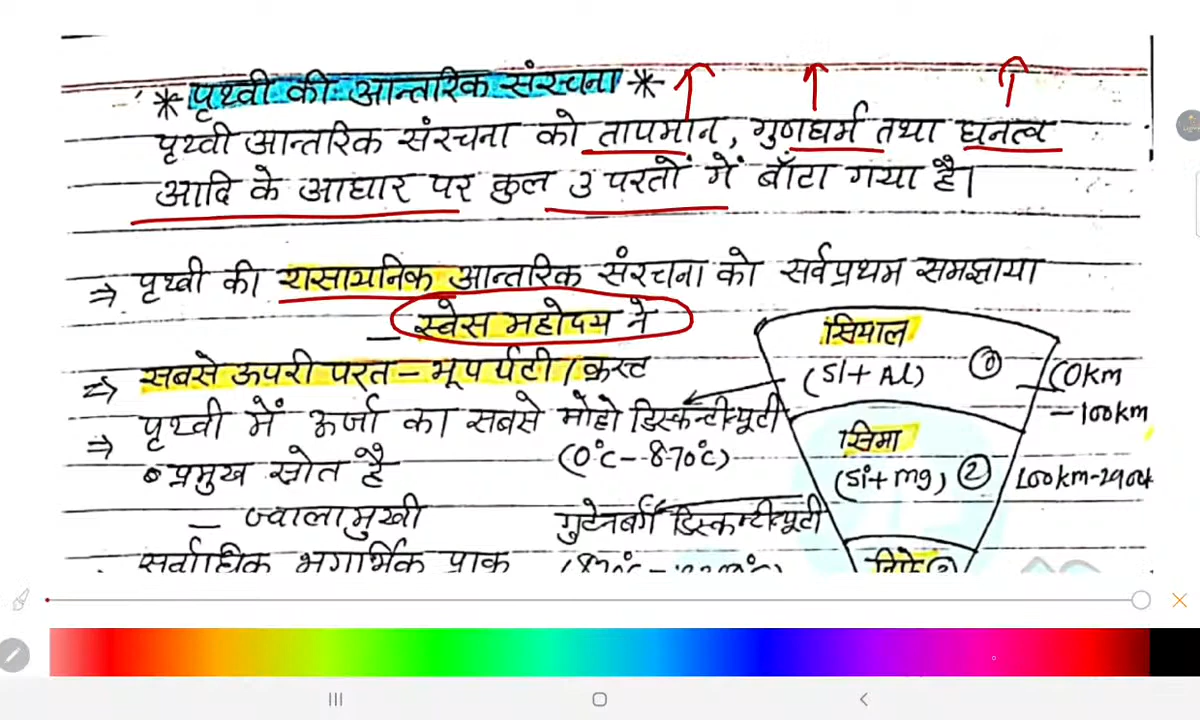 * पृथ्वी की आन्तरिक संरचना *
पृथ्वी आन्तरिक संरचना को तापमान, गुणधर्म तथा घनत्व
आदि के आधार पर कुल 3 परतों में बाँटा गया है।
⇒ पृथ्वी की रासायनिक आन्तरिक संरचना को सर्वप्रथम समझाया
– स्वेस महोदय ने
⇒ सबसे ऊपरी परत – भूपर्पटी / क्रस्ट
⇒ पृथ्वी में ऊर्जा का सबसे
प्रमुख स्रोत है
– ज्वालामुखी
सर्वाधिक
मोहो डिस्कन्टीन्यूटी
(0°C - 870°C)
गुटेनबर्ग डिस्कन्टीन्यूटी
सियाल
(SI + Al) ①
(0Km
– 100km
सिमा
(Si + mg) ②
100km-290